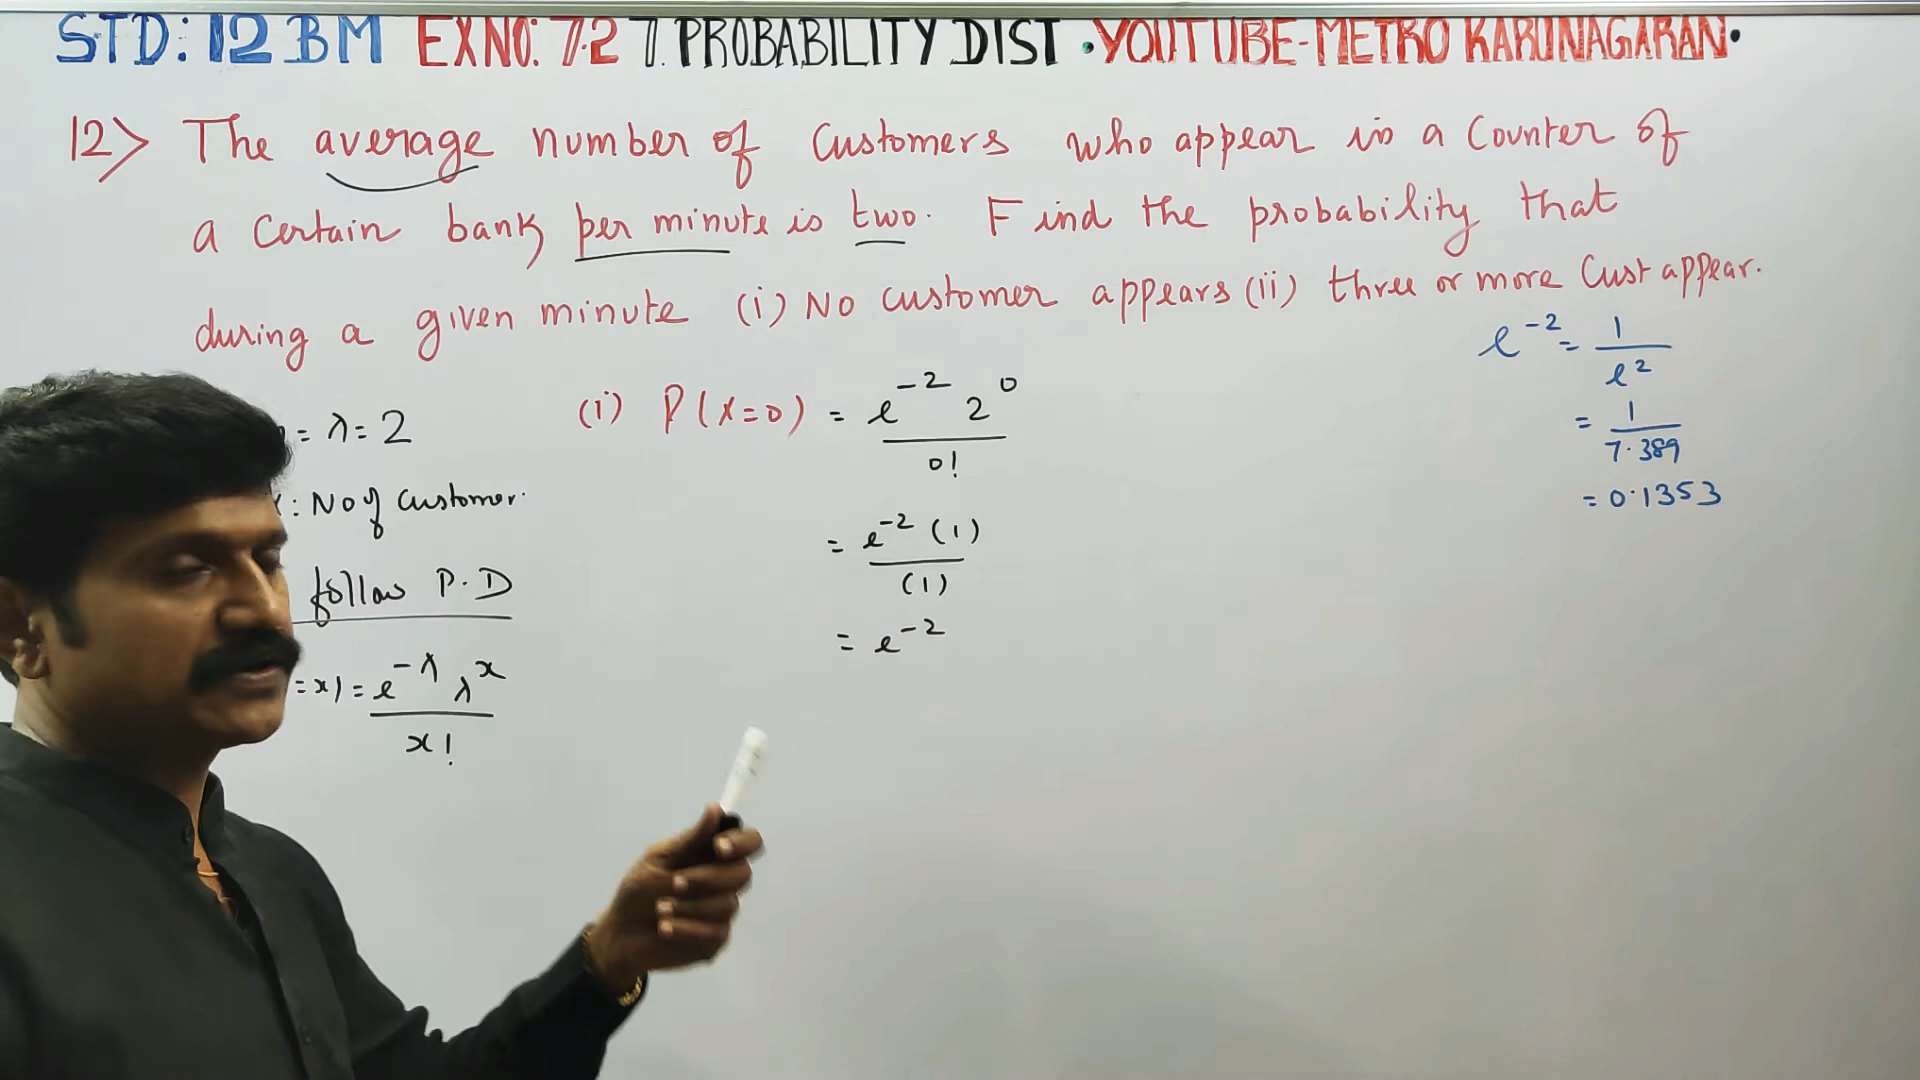 STD: 12 BM EX NO: 7.2 7. PROBABILITY DIST • YOUTUBE-METRO KARUNAGARAN•
12> The average number of customers who appear in a counter of
a certain bank per minute is two. Find the probability that
during a given minute (i) No customer appears (ii) three or more Cust appear.
= λ = 2
: No of customer.
follow P.D
= x) = e^-λ λ^x
x!
(i) P(X=0) = e^-2 2^0
0!
= e^-2 (1)
(1)
= e^-2
e^-2 = 1
e^2
= 1
7.389
= 0.1353